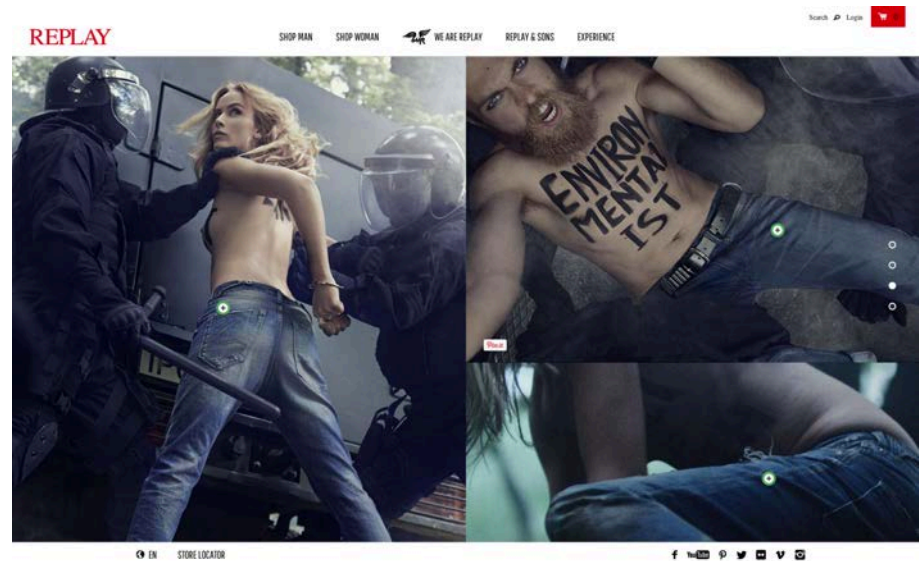 Search Login
REPLAY
SHOP MAN SHOP WOMAN WE ARE REPLAY REPLAY & SONS EXPERIENCE
ENVIRON
MENTAL
IST
Pin it
EN STORE LOCATOR
YouTube